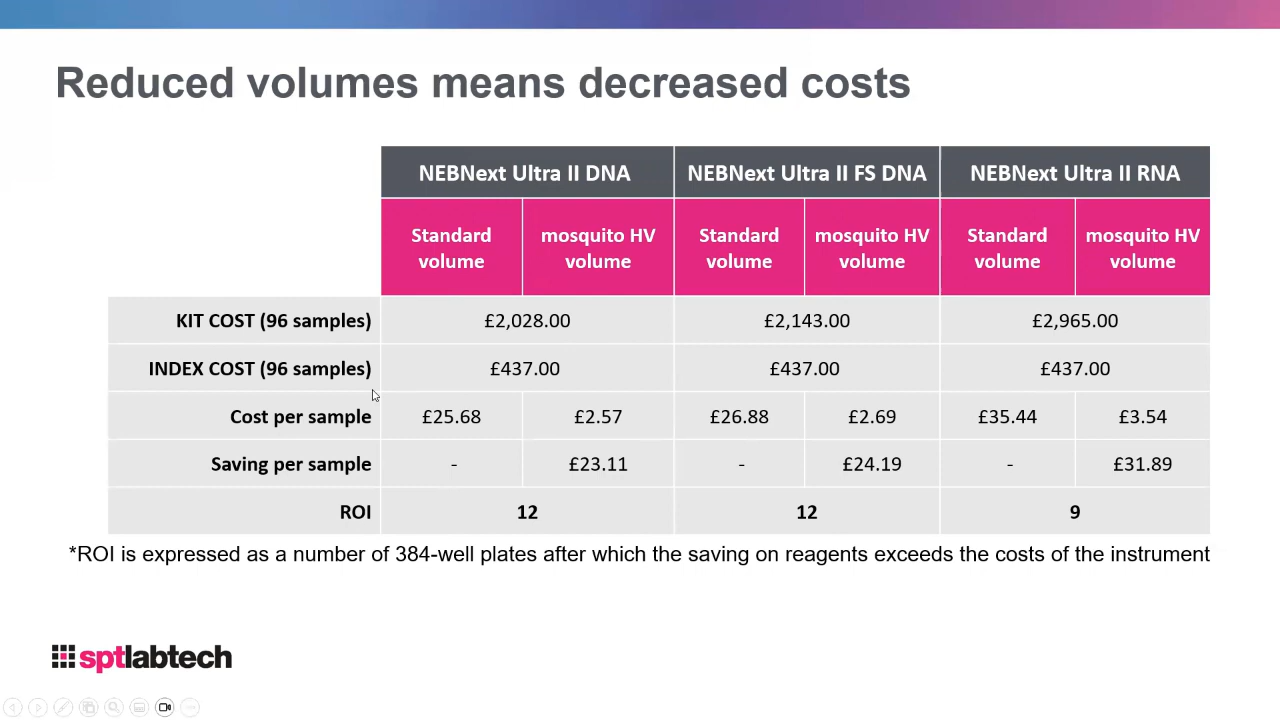 Reduced volumes means decreased costs
NEBNext Ultra II DNA NEBNext Ultra II FS DNA NEBNext Ultra II RNA
Standard volume mosquito HV volume Standard volume mosquito HV volume Standard volume mosquito HV volume
KIT COST (96 samples) £2,028.00 £2,143.00 £2,965.00
INDEX COST (96 samples) £437.00 £437.00 £437.00
Cost per sample £25.68 £2.57 £26.88 £2.69 £35.44 £3.54
Saving per sample - £23.11 - £24.19 - £31.89
ROI 12 12 9
*ROI is expressed as a number of 384-well plates after which the saving on reagents exceeds the costs of the instrument
sptlabtech